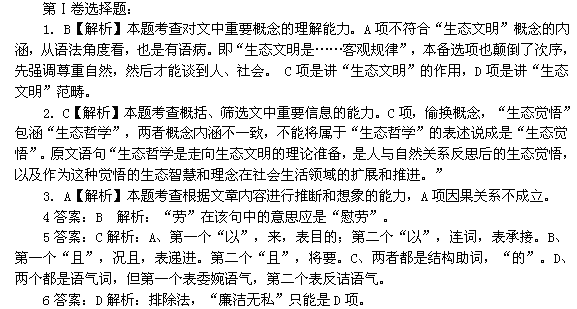 第Ⅰ卷选择题：
1. B【解析】本题考查对文中重要概念的理解能力。A项不符合“生态文明”概念的内
涵，从语法角度看，也是有语病。即“生态文明是……客观规律”，本备选项也颠倒了次序，
先强调尊重自然，然后才能谈到人、社会。 C项是讲“生态文明”的作用，D项是讲“生态
文明”范畴。
2. C【解析】本题考查概括、筛选文中重要信息的能力。C项，偷换概念，“生态觉悟”
包涵“生态哲学”，两者概念内涵不一致，不能将属于“生态哲学”的表述说成是“生态觉
悟”。原文语句“生态哲学是走向生态文明的理论准备，是人与自然关系反思后的生态觉悟，
以及作为这种觉悟的生态智慧和理念在社会生活领域的扩展和推进。”
3. A【解析】本题考查根据文章内容进行推断和想象的能力，A项因果关系不成立。
4答案：B 解析：“劳”在该句中的意思应是“慰劳”。
5答案：C解析：A、第一个“以”，来，表目的；第二个“以”，连词，表承接。B、
第一个“且”，况且，表递进。第二个“且”，将要。C、两者都是结构助词，“的”。D、
两个都是语气词，但第一个表委婉语气，第二个表反诘语气。
6答案：D解析：排除法，“廉洁无私”只能是D项。